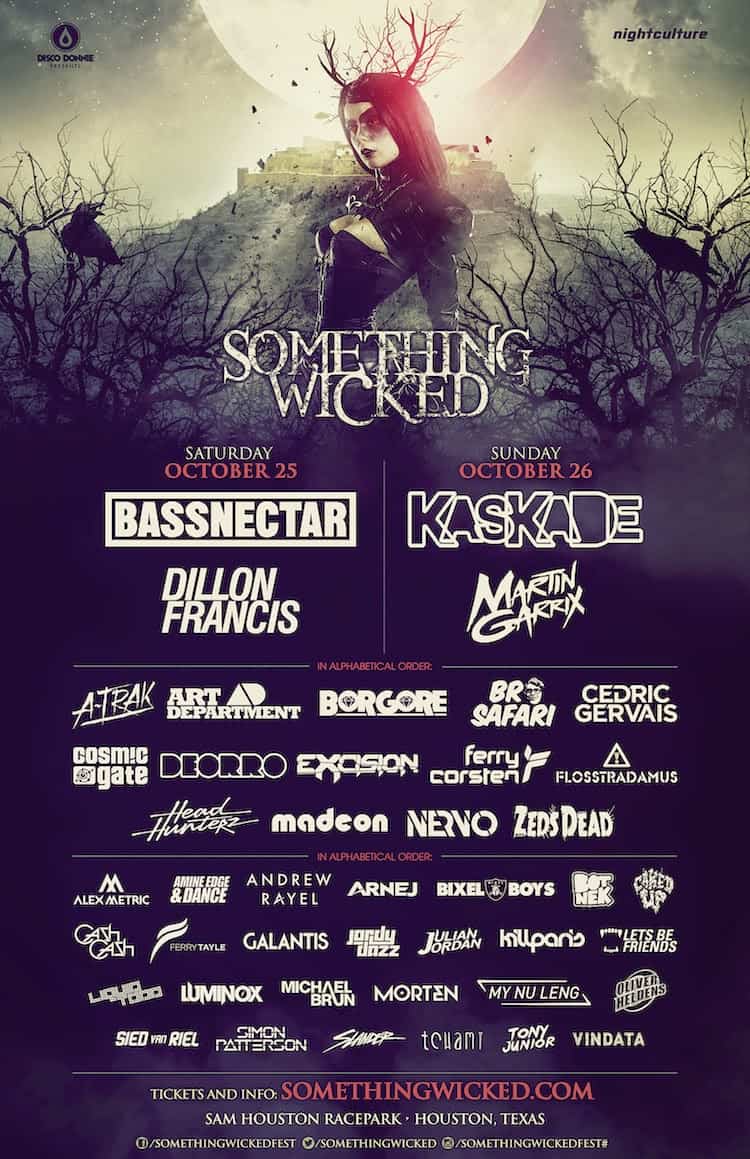 DISCO DONNIE
PRESENTS
nightculture
SOMETHING
WICKED
SATURDAY
OCTOBER 25
BASSNECTAR
DILLON
FRANCIS
SUNDAY
OCTOBER 26
KASKADE
MARTIN
GARRIX
IN ALPHABETICAL ORDER:
A-TRAK
ART
DEPARTMENT
BORGORE
BRO
SAFARI
CEDRIC
GERVAIS
COSMIC
GATE
DEORRO
EXCISION
ferry
corsten
FLOSSTRADAMUS
Head
Hunterz
madeon
NERVO
ZEDS DEAD
IN ALPHABETICAL ORDER:
ALEX METRIC
AMINE EDGE
& DANCE
ANDREW
RAYEL
ARNEJ
BIXEL BOYS
BOT
NEK
CAKED
UP
CASH
CASH
FERRY TAYLE
GALANTIS
JORDY
DAZZ
JULIAN
JORDAN
killparis
LETS BE
FRIENDS
LIQUID
TODD
LUMINOX
MICHAEL
BRUN
MORTEN
MY NU LENG
OLIVER
HELDENS
SIED VAN RIEL
SIMON
PATTERSON
SLANDER
TCHAMI
TONY
JUNIOR
VINDATA
TICKETS AND INFO: SOMETHINGWICKED.COM
SAM HOUSTON RACEPARK · HOUSTON, TEXAS
/SOMETHINGWICKEDFEST /SOMETHINGWICKED /SOMETHINGWICKEDFEST#